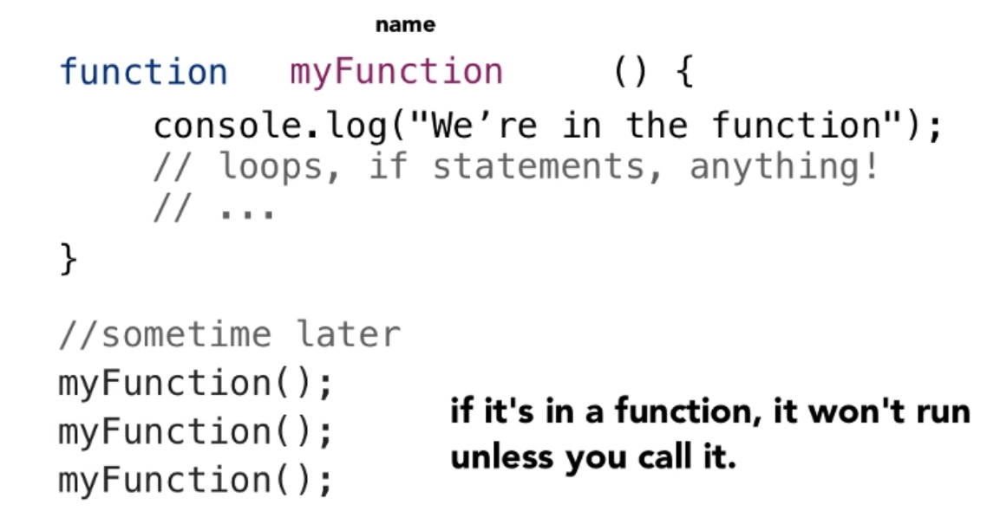 name
function myFunction () {
console.log("We’re in the function");
// loops, if statements, anything!
// ...
}
//sometime later
myFunction();
myFunction();
myFunction();
if it's in a function, it won't run
unless you call it.